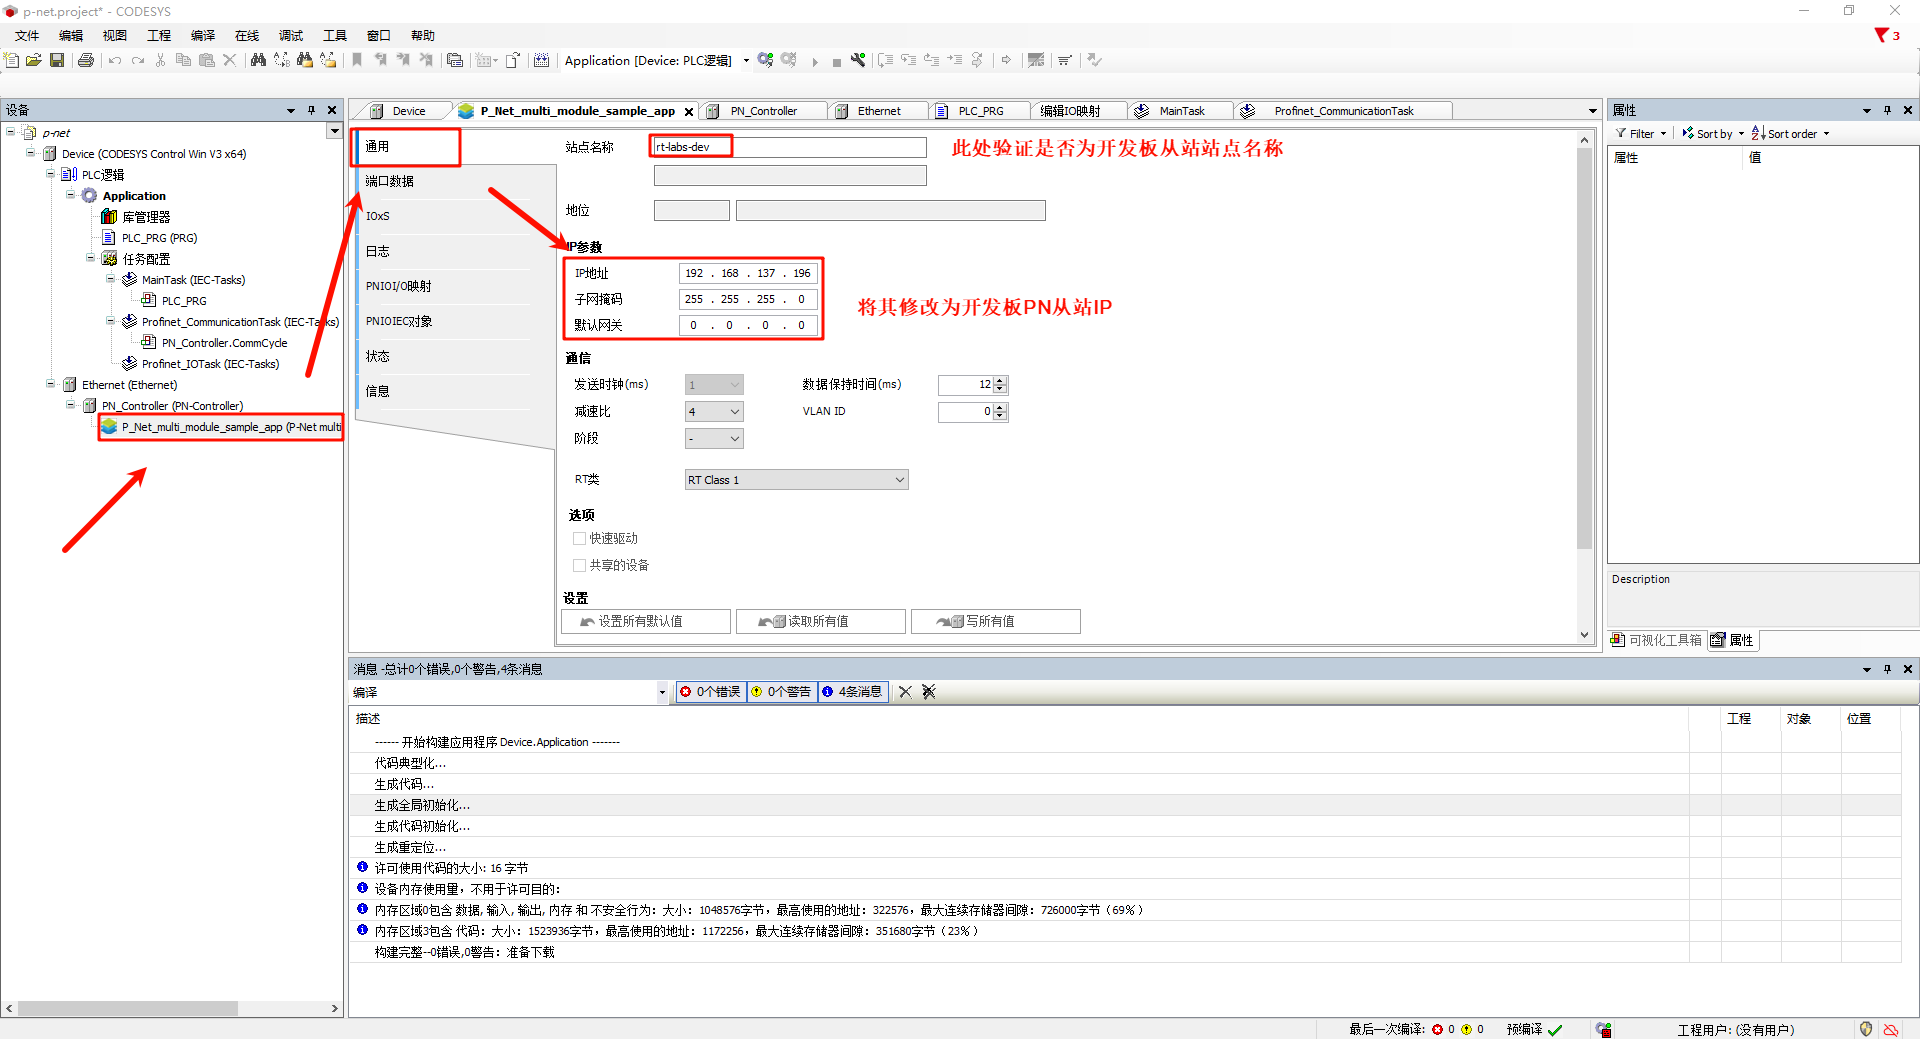 p-net.project* - CODESYS
文件 编辑 视图 工程 编译 在线 调试 工具 窗口 帮助
3
Application [Device: PLC逻辑]
设备
p-net
Device (CODESYS Control Win V3 x64)
PLC逻辑
Application
库管理器
PLC_PRG (PRG)
任务配置
MainTask (IEC-Tasks)
PLC_PRG
Profinet_CommunicationTask (IEC-Tasks)
PN_Controller.CommCycle
Profinet_IOTask (IEC-Tasks)
Ethernet (Ethernet)
PN_Controller (PN-Controller)
P_Net_multi_module_sample_app (P-Net multi
Device P_Net_multi_module_sample_app PN_Controller Ethernet PLC_PRG 编辑IO映射 MainTask Profinet_CommunicationTask
通用
端口数据
IOxS
日志
PNIOI/O映射
PNIOIEC对象
状态
信息
站点名称 rt-labs-dev 此处验证是否为开发板从站站点名称
地位
IP参数
IP地址 192 . 168 . 137 . 196
子网掩码 255 . 255 . 255 . 0
默认网关 0 . 0 . 0 . 0
将其修改为开发板PN从站IP
通信
发送时钟(ms) 1 数据保持时间(ms) 12
减速比 4 VLAN ID 0
阶段 -
RT类 RT Class 1
选项
快速驱动
共享的设备
设置
设置所有默认值 读取所有值 写所有值
属性
Filter Sort by Sort order
属性 值
Description
可视化工具箱 属性
消息 -总计0个错误,0个警告,4条消息
编译 0个错误 0个警告 4条消息
描述 工程 对象 位置
------ 开始构建应用程序 Device.Application -------
代码典型化...
生成代码...
生成全局初始化...
生成代码初始化...
生成重定位...
许可使用代码的大小: 16 字节
设备内存使用量，不用于许可目的:
内存区域0包含 数据, 输入, 输出, 内存 和 不安全行为: 大小: 1048576字节，最高使用的地址: 322576，最大连续存储器间隙: 726000字节（69%）
内存区域3包含 代码: 大小: 1523936字节，最高使用的地址: 1172256，最大连续存储器间隙: 351680字节（23%）
构建完整--0错误,0警告: 准备下载
最后一次编译: 0 0 预编译 工程用户: (没有用户)